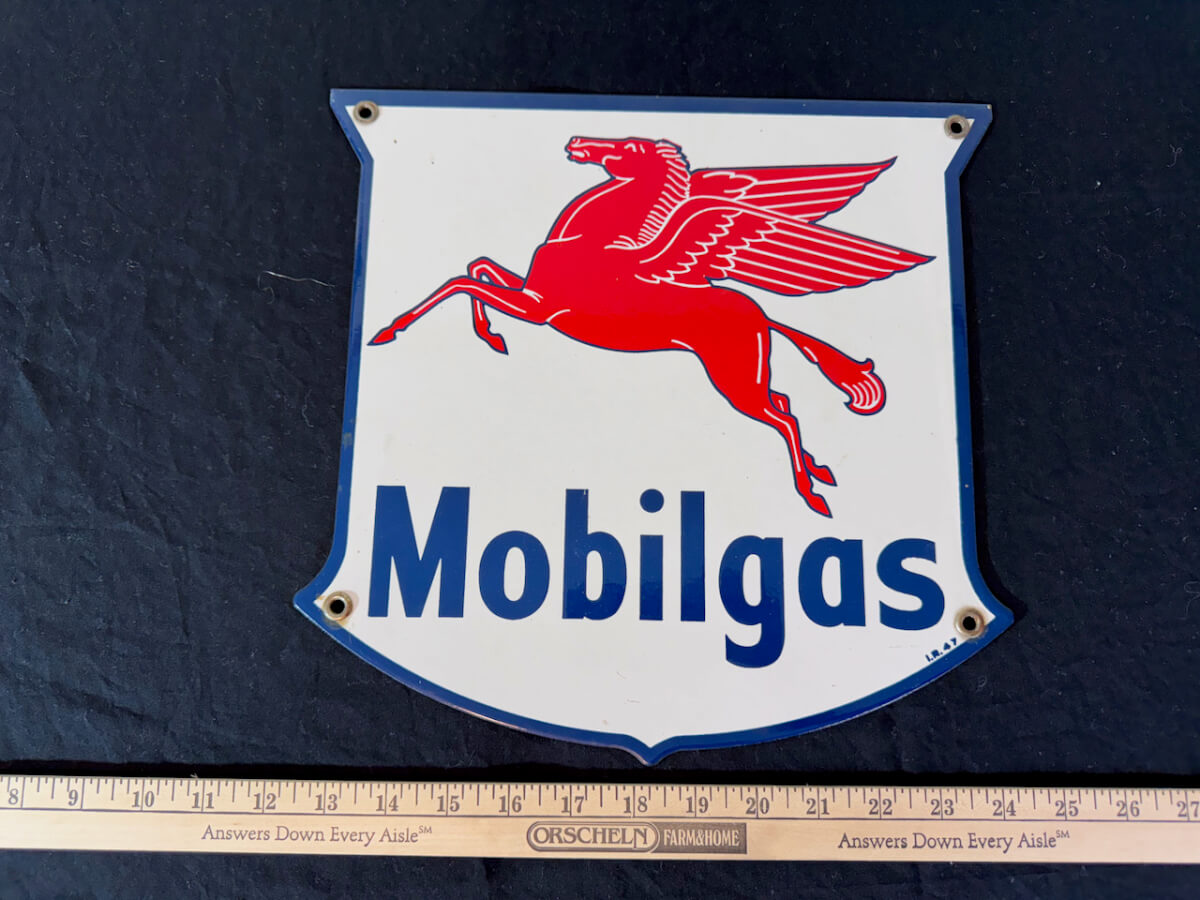 Mobilgas
I.R. 47
8 9 10 11 12 13 14 15 16 17 18 19 20 21 22 23 24 25 26 27
Answers Down Every Aisle℠ ORSCHELN FARM&HOME Answers Down Every Aisle℠